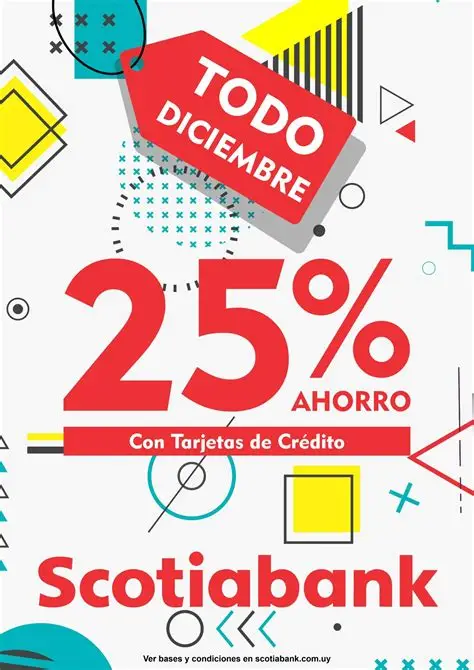 TODO
DICIEMBRE
25%
AHORRO
Con Tarjetas de Crédito
Scotiabank
Ver bases y condiciones en scotiabank.com.uy